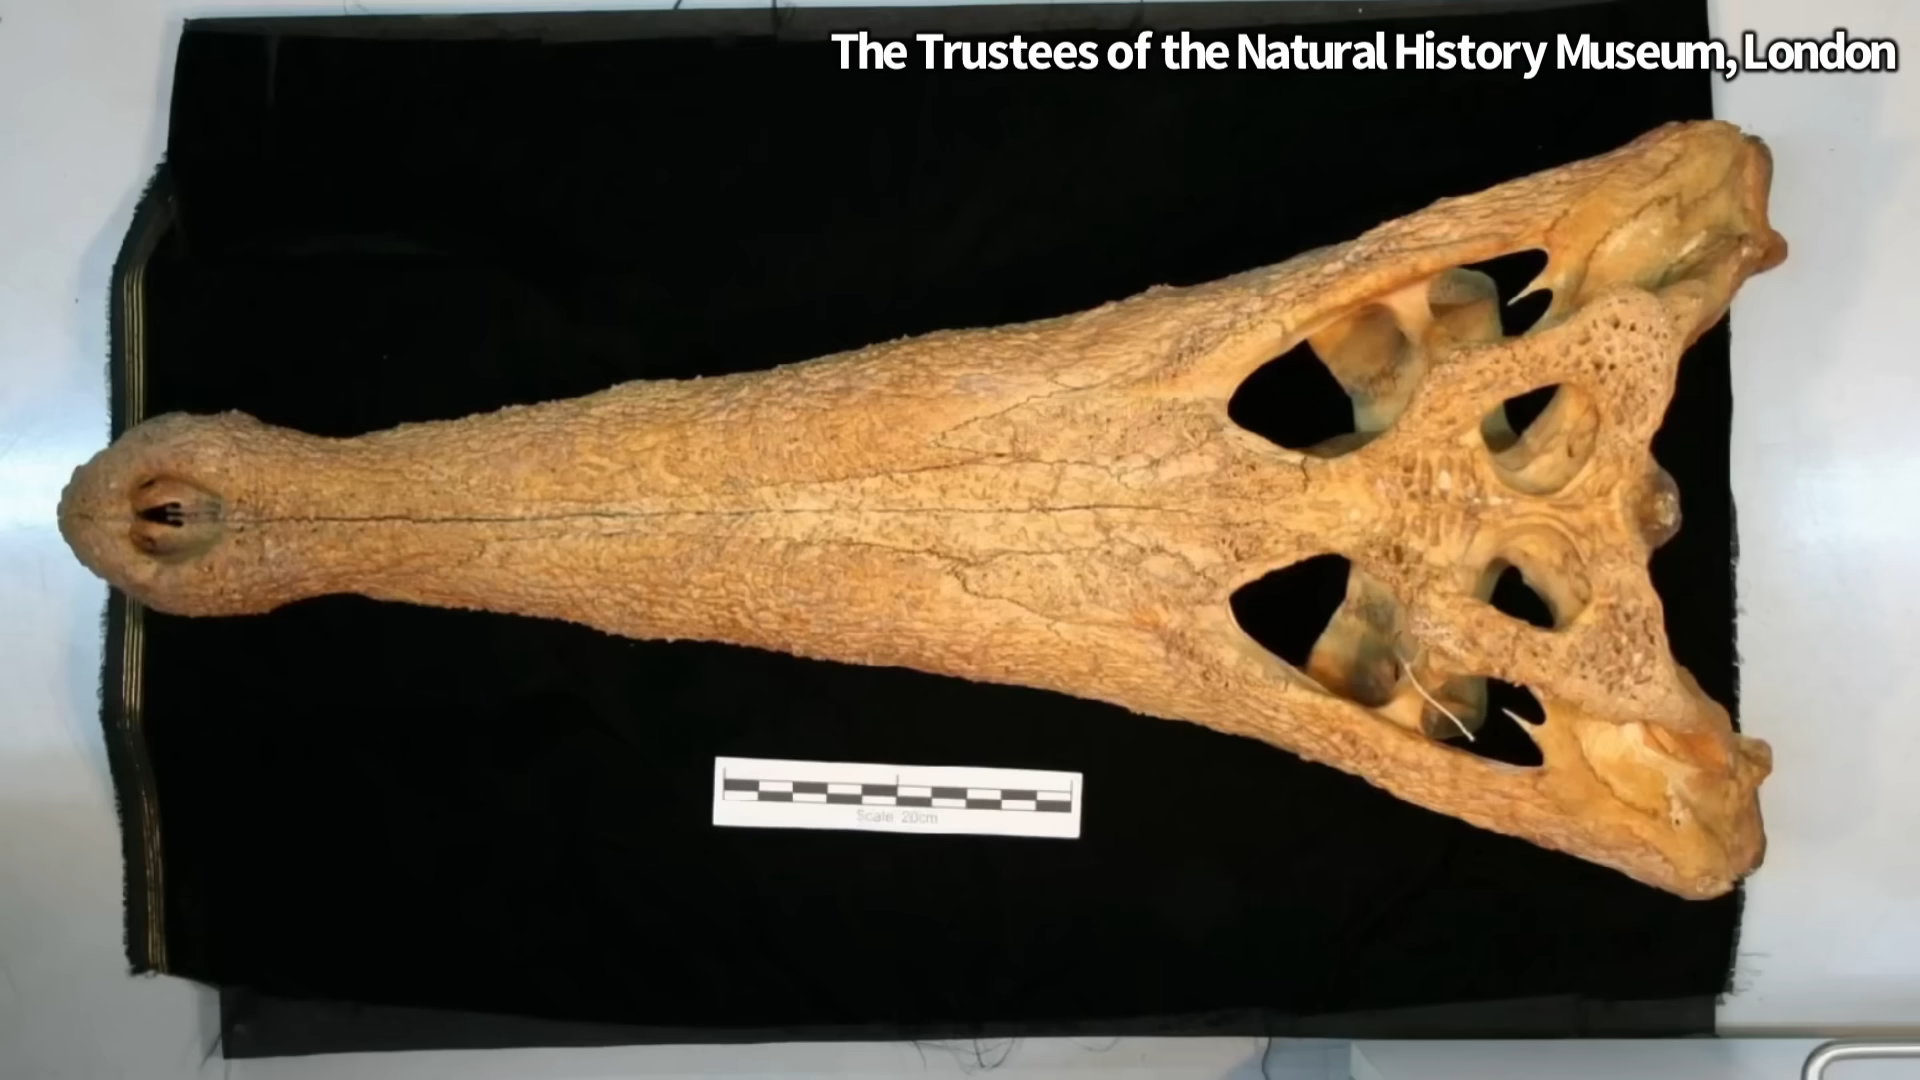 The Trustees of the Natural History Museum, London
Scale 20cm